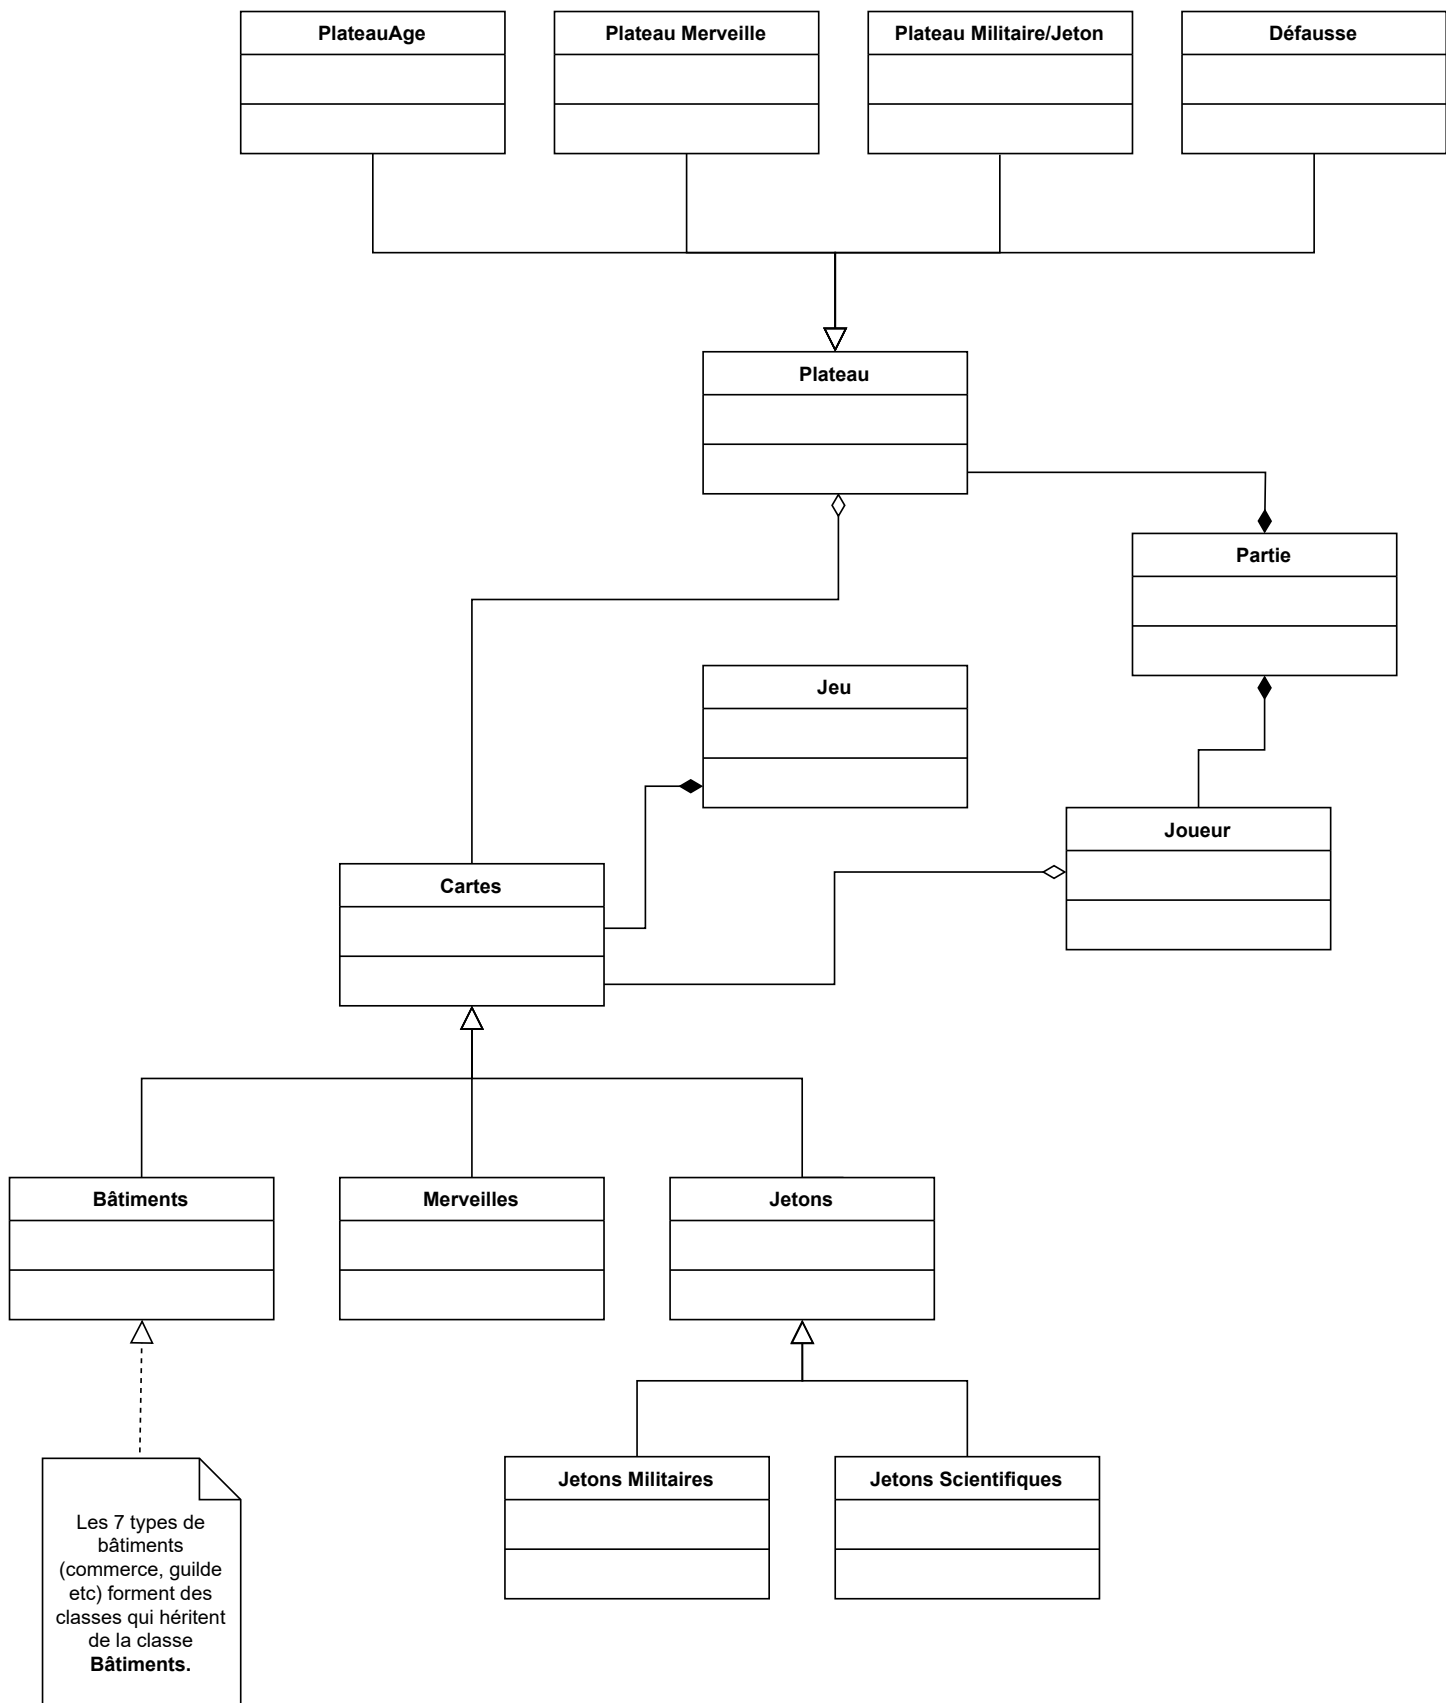 PlateauAge
Plateau Merveille
Plateau Militaire/Jeton
Défausse
Plateau
Partie
Jeu
Joueur
Cartes
Bâtiments
Merveilles
Jetons
Jetons Militaires
Jetons Scientifiques
Les 7 types de
bâtiments
(commerce, guilde
etc) forment des
classes qui héritent
de la classe
Bâtiments.